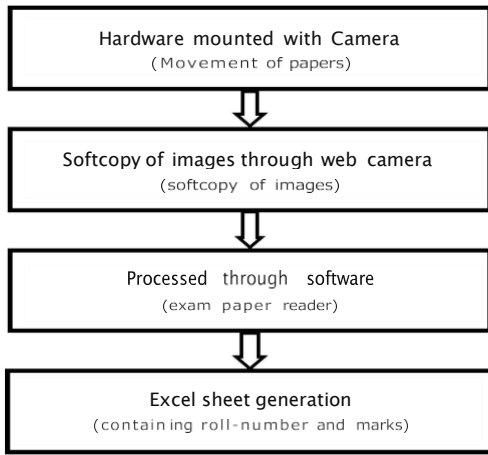 Hardware mounted with Camera
(Movement of papers)
Softcopy of images through web camera
(softcopy of images)
Processed through software
(exam paper reader)
Excel sheet generation
(containing roll-number and marks)